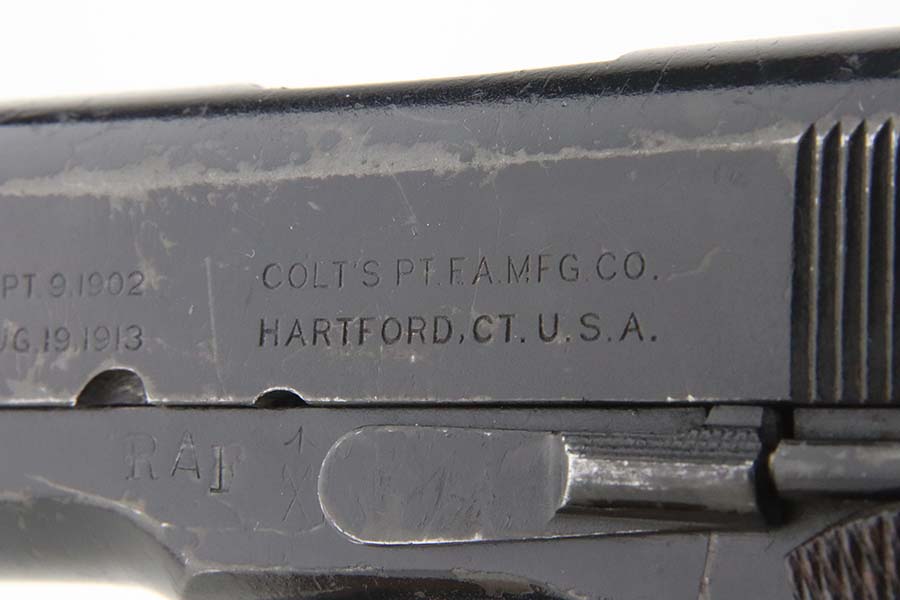 PT. 9. 1902
COLT'S PT. F. A. MFG. CO.
UG. 19. 1913
HARTFORD, CT. U. S. A.
RAF